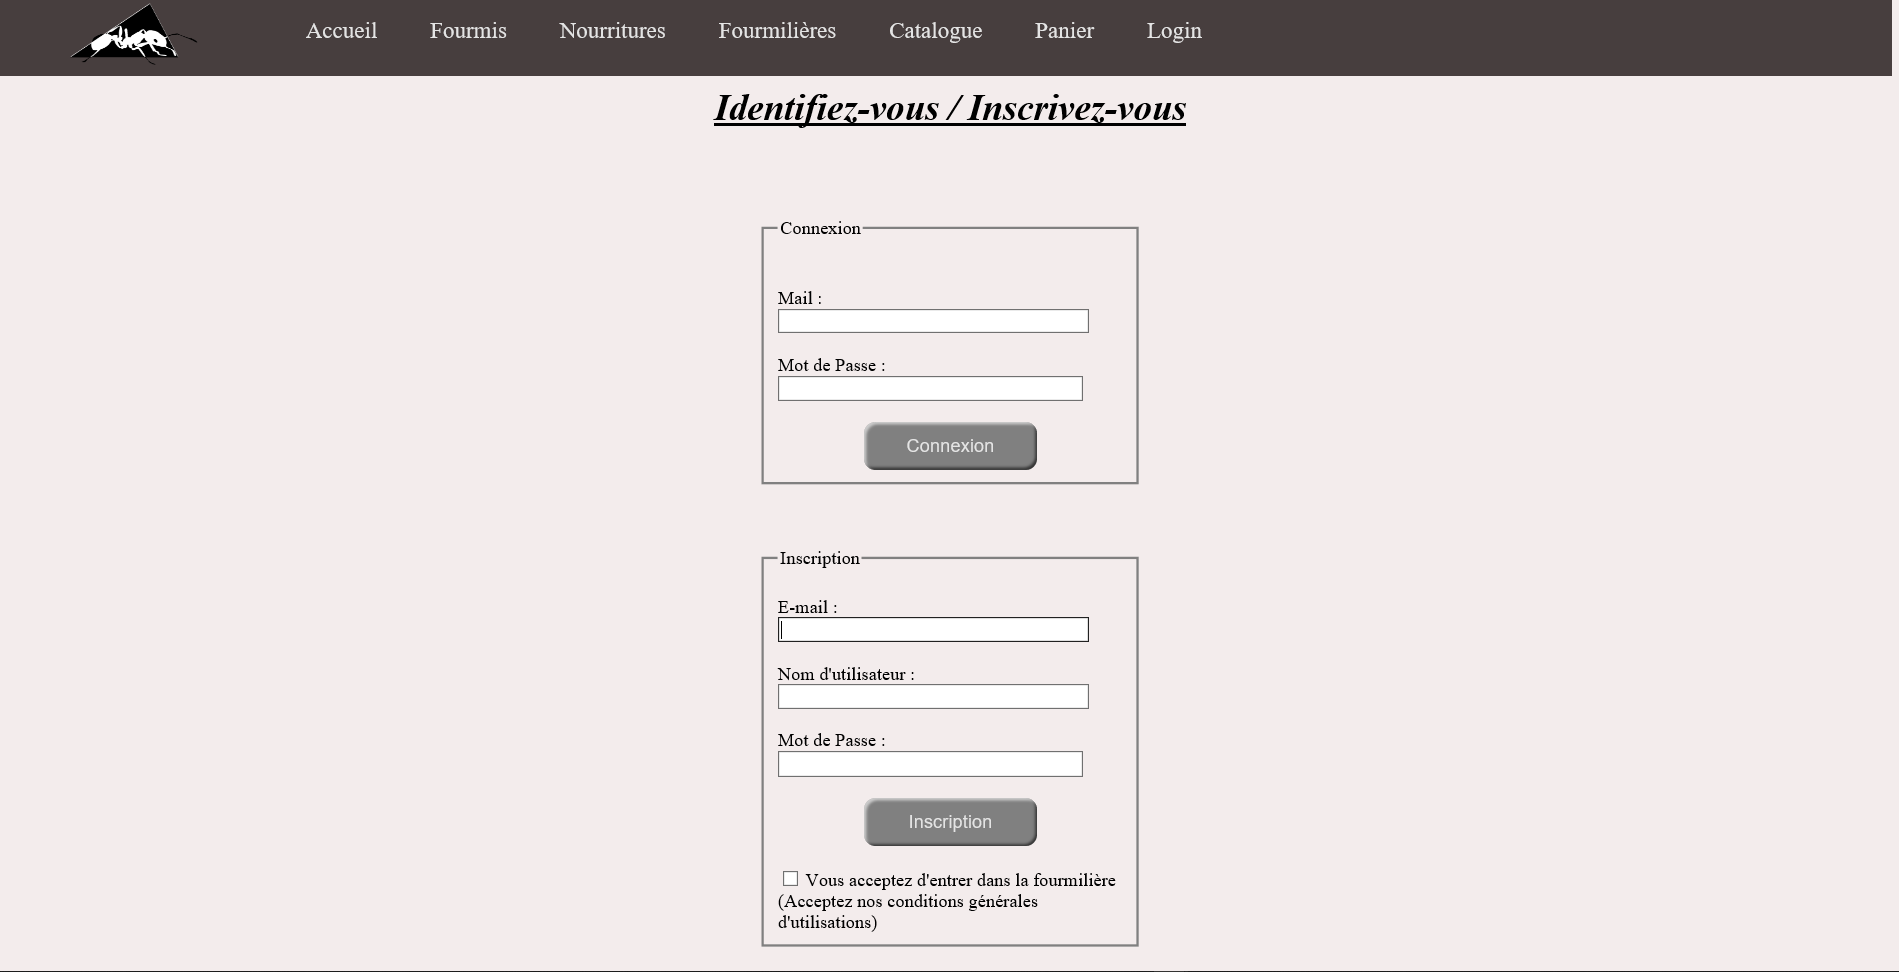 Accueil Fourmis Nourritures Fourmilières Catalogue Panier Login
Identifiez-vous / Inscrivez-vous
Connexion
Mail :
Mot de Passe :
Connexion
Inscription
E-mail :
Nom d'utilisateur :
Mot de Passe :
Inscription
Vous acceptez d'entrer dans la fourmilière
(Acceptez nos conditions générales
d'utilisations)